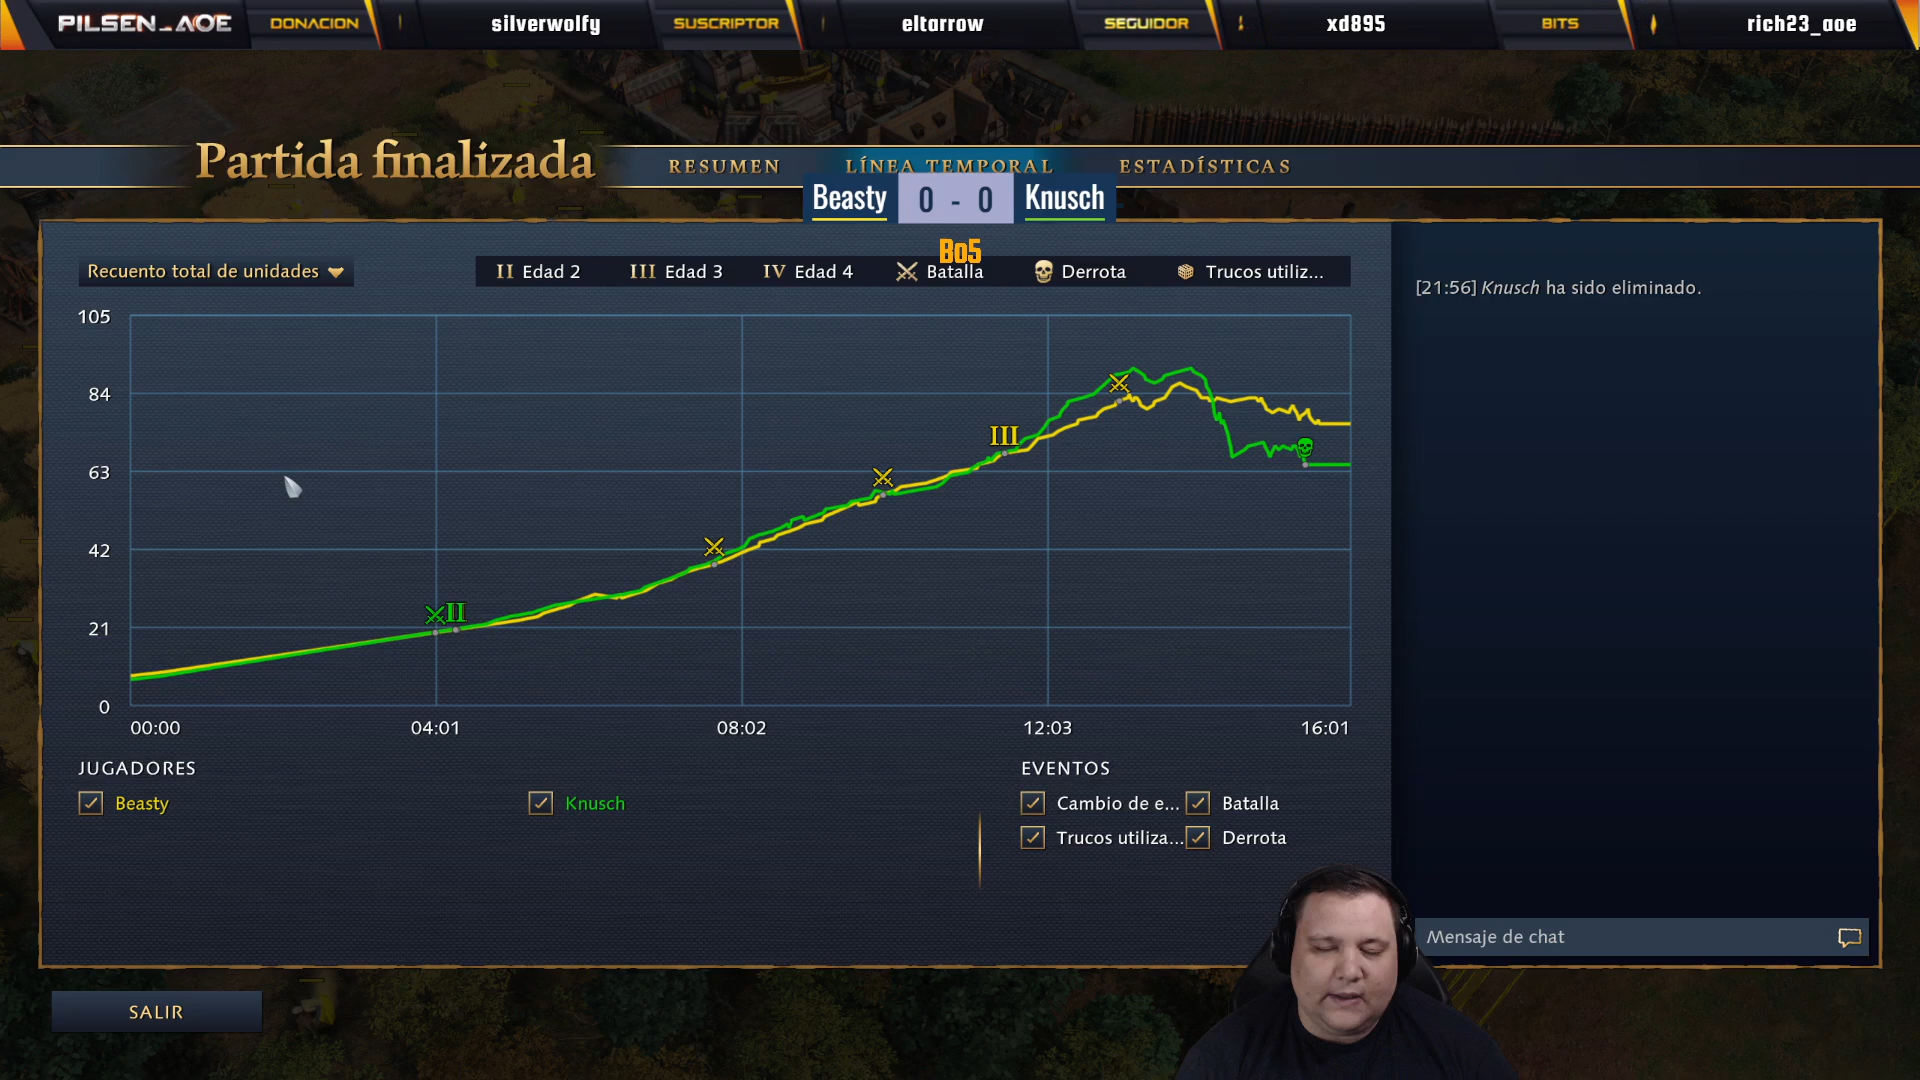 PILSEN_AOE DONACION silverwolfy SUSCRIPTOR eltarrow SEGUIDOR xd895 BITS rich23_aoe
Partida finalizada RESUMEN LÍNEA TEMPORAL ESTADÍSTICAS
Beasty 0 - 0 Knusch
Bo5
Recuento total de unidades II Edad 2 III Edad 3 IV Edad 4 Batalla Derrota Trucos utiliz...
[21:56] Knusch ha sido eliminado.
105
84
III
63
42
II
21
0
00:00 04:01 08:02 12:03 16:01
JUGADORES
Beasty Knusch
EVENTOS
Cambio de e... Batalla
Trucos utiliza... Derrota
Mensaje de chat
SALIR